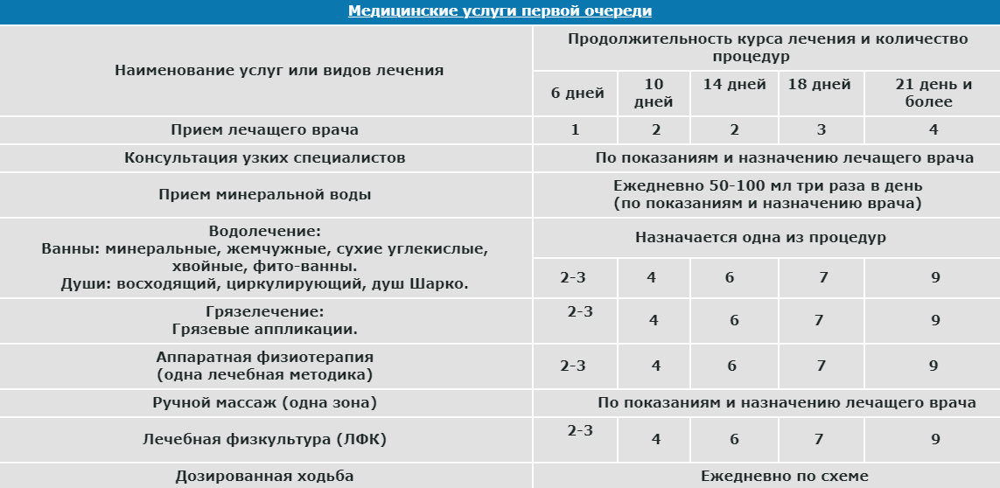 Медицинские услуги первой очереди
Наименование услуг или видов лечения
Продолжительность курса лечения и количество
процедур
6 дней
10
дней
14 дней
18 дней
21 день и
более
Прием лечащего врача
1
2
2
3
4
Консультация узких специалистов
По показаниям и назначению лечащего врача
Прием минеральной воды
Ежедневно 50-100 мл три раза в день
(по показаниям и назначению врача)
Водолечение:
Ванны: минеральные, жемчужные, сухие углекислые,
хвойные, фито-ванны.
Души: восходящий, циркулирующий, душ Шарко.
Назначается одна из процедур
2-3
4
6
7
9
Грязелечение:
Грязевые аппликации.
2-3
4
6
7
9
Аппаратная физиотерапия
(одна лечебная методика)
2-3
4
6
7
9
Ручной массаж (одна зона)
По показаниям и назначению лечащего врача
Лечебная физкультура (ЛФК)
2-3
4
6
7
9
Дозированная ходьба
Ежедневно по схеме